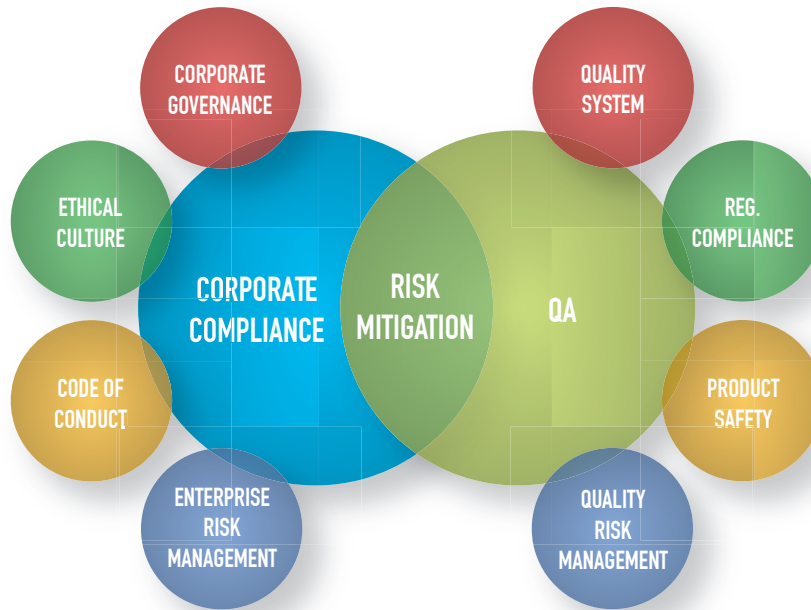 CORPORATE
GOVERNANCE
QUALITY
SYSTEM
ETHICAL
CULTURE
REG.
COMPLIANCE
CORPORATE
COMPLIANCE
RISK
MITIGATION
QA
CODE OF
CONDUCT
PRODUCT
SAFETY
ENTERPRISE
RISK
MANAGEMENT
QUALITY
RISK
MANAGEMENT